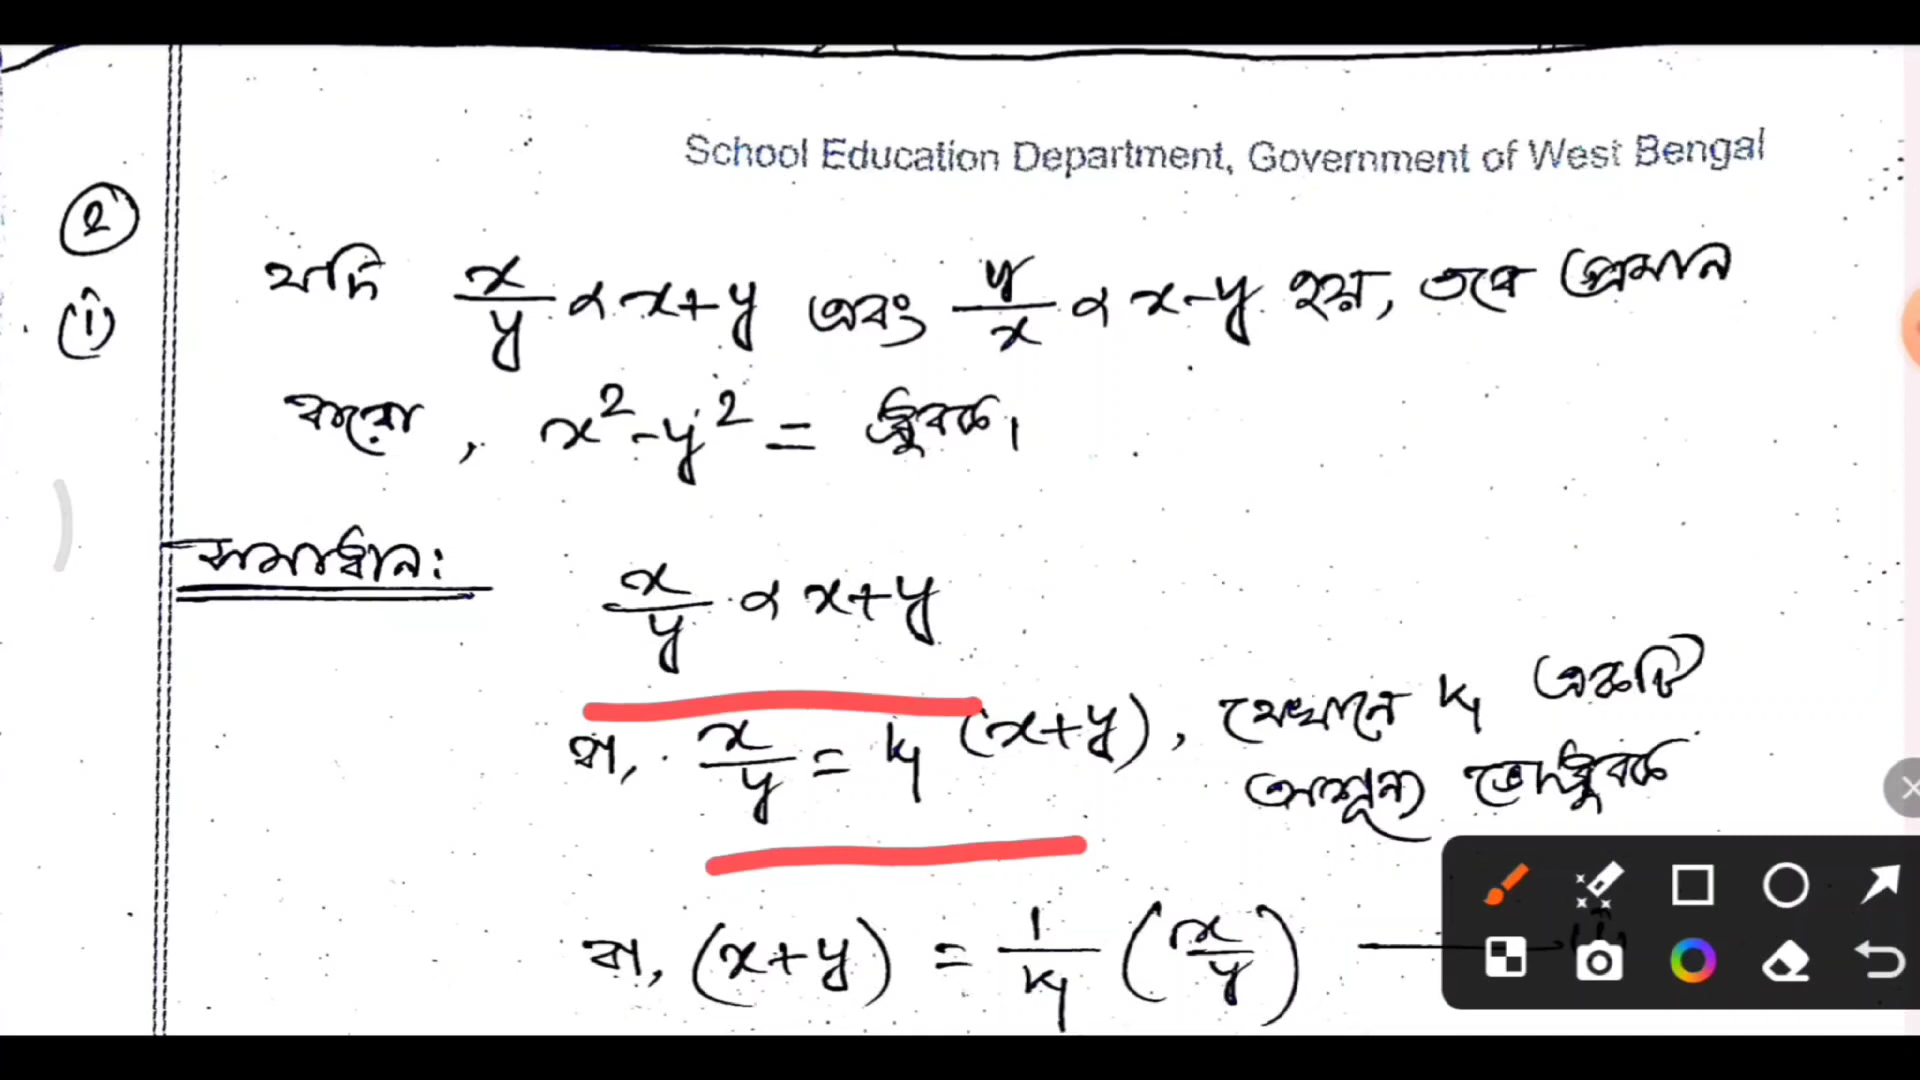 School Education Department, Government of West Bengal
2
(i) যদি x/y ∝ x+y এবং y/x ∝ x-y হয়, তবে প্রমান
করো, x² - y² = ধ্রুবক।
সমাধান: x/y ∝ x+y
বা, x/y = k₁ (x+y), যেখানে k₁ একটি
অশূন্য ভেদধ্রুবক
বা, (x+y) = 1/k₁ (x/y)